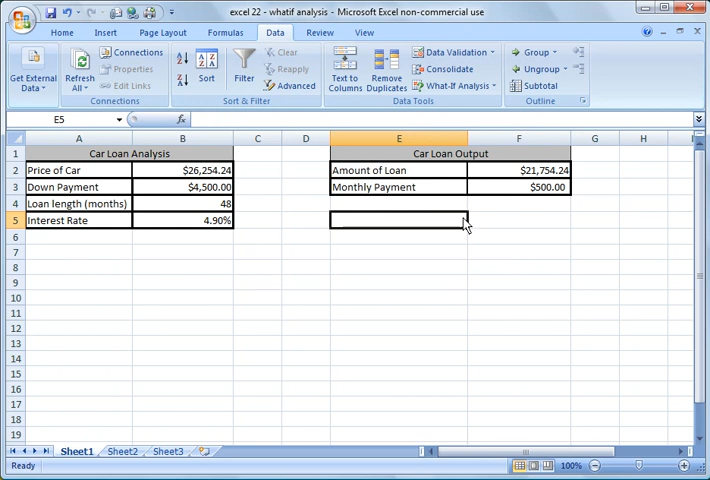 excel 22 - whatif analysis - Microsoft Excel non-commercial use
Home Insert Page Layout Formulas Data Review View
Get External Data
Refresh All
Connections
Properties
Edit Links
Connections
Sort
Filter
Clear
Reapply
Advanced
Sort & Filter
Text to Columns
Remove Duplicates
Data Validation
Consolidate
What-If Analysis
Data Tools
Group
Ungroup
Subtotal
Outline
E5 fx
A B C D E F G H
1 Car Loan Analysis Car Loan Output
2 Price of Car $26,254.24 Amount of Loan $21,754.24
3 Down Payment $4,500.00 Monthly Payment $500.00
4 Loan length (months) 48
5 Interest Rate 4.90%
6
7
8
9
10
11
12
13
14
15
16
17
18
19
Sheet1 Sheet2 Sheet3
Ready 100%